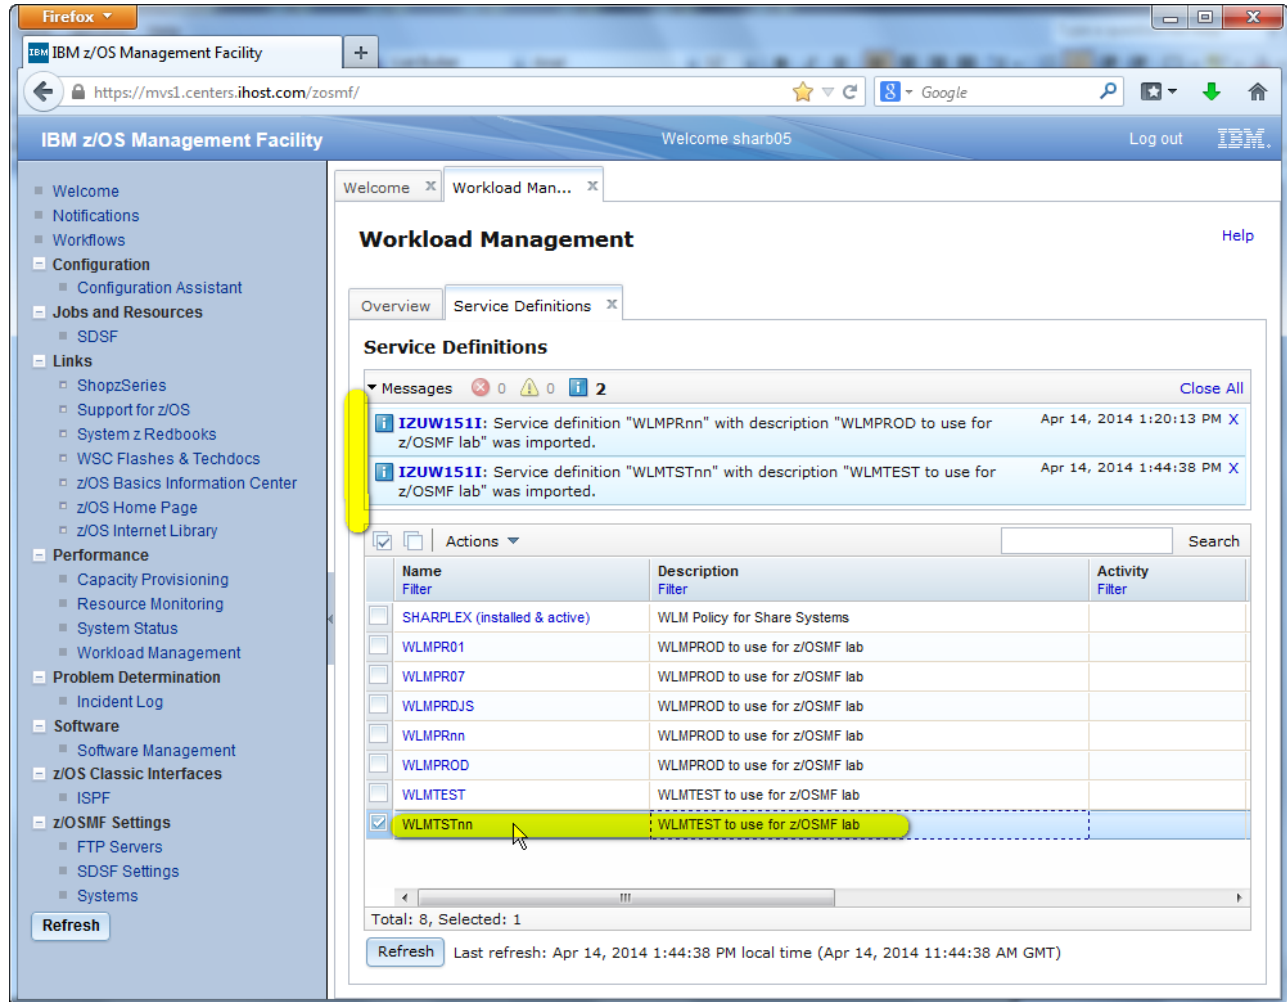 Firefox
IBM IBM z/OS Management Facility
https://mvs1.centers.ihost.com/zosmf/
Google
IBM z/OS Management Facility
Welcome sharb05
Log out
IBM.
Welcome
Notifications
Workflows
Configuration
Configuration Assistant
Jobs and Resources
SDSF
Links
ShopzSeries
Support for z/OS
System z Redbooks
WSC Flashes & Techdocs
z/OS Basics Information Center
z/OS Home Page
z/OS Internet Library
Performance
Capacity Provisioning
Resource Monitoring
System Status
Workload Management
Problem Determination
Incident Log
Software
Software Management
z/OS Classic Interfaces
ISPF
z/OSMF Settings
FTP Servers
SDSF Settings
Systems
Refresh
Welcome X Workload Man... X
Workload Management
Help
Overview Service Definitions X
Service Definitions
Messages 0 0 2 Close All
IZUW151I: Service definition "WLMPRnn" with description "WLMPROD to use for Apr 14, 2014 1:20:13 PM X
z/OSMF lab" was imported.
IZUW151I: Service definition "WLMTSTnn" with description "WLMTEST to use for Apr 14, 2014 1:44:38 PM X
z/OSMF lab" was imported.
Actions Search
Name Description Activity
Filter Filter Filter
SHARPLEX (installed & active) WLM Policy for Share Systems
WLMPR01 WLMPROD to use for z/OSMF lab
WLMPR07 WLMPROD to use for z/OSMF lab
WLMPRDJS WLMPROD to use for z/OSMF lab
WLMPRnn WLMPROD to use for z/OSMF lab
WLMPROD WLMPROD to use for z/OSMF lab
WLMTEST WLMTEST to use for z/OSMF lab
WLMTSTnn WLMTEST to use for z/OSMF lab
Total: 8, Selected: 1
Refresh Last refresh: Apr 14, 2014 1:44:38 PM local time (Apr 14, 2014 11:44:38 AM GMT)